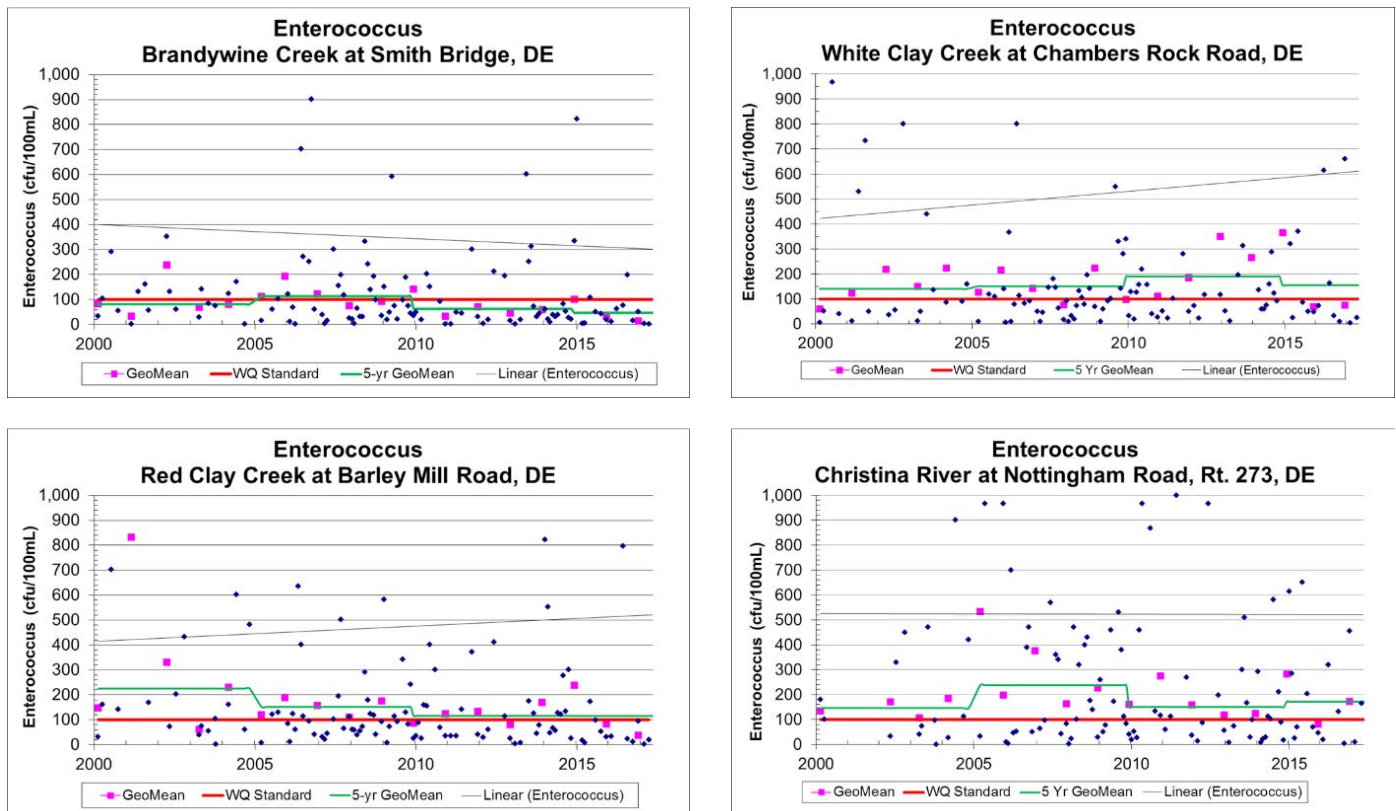 Enterococcus
Brandywine Creek at Smith Bridge, DE
Enterococcus (cfu/100mL)
1,000
900
800
700
600
500
400
300
200
100
0
2000 2005 2010 2015
GeoMean WQ Standard 5-yr GeoMean Linear (Enterococcus)
Enterococcus
White Clay Creek at Chambers Rock Road, DE
Enterococcus (cfu/100mL)
1,000
900
800
700
600
500
400
300
200
100
0
2000 2005 2010 2015
GeoMean WQ Standard 5 Yr GeoMean Linear (Enterococcus)
Enterococcus
Red Clay Creek at Barley Mill Road, DE
Enterococcus (cfu/100mL)
1,000
900
800
700
600
500
400
300
200
100
0
2000 2005 2010 2015
GeoMean WQ Standard 5-yr GeoMean Linear (Enterococcus)
Enterococcus
Christina River at Nottingham Road, Rt. 273, DE
Enterococcus (cfu/100mL)
1,000
900
800
700
600
500
400
300
200
100
0
2000 2005 2010 2015
GeoMean WQ Standard 5 Yr GeoMean Linear (Enterococcus)